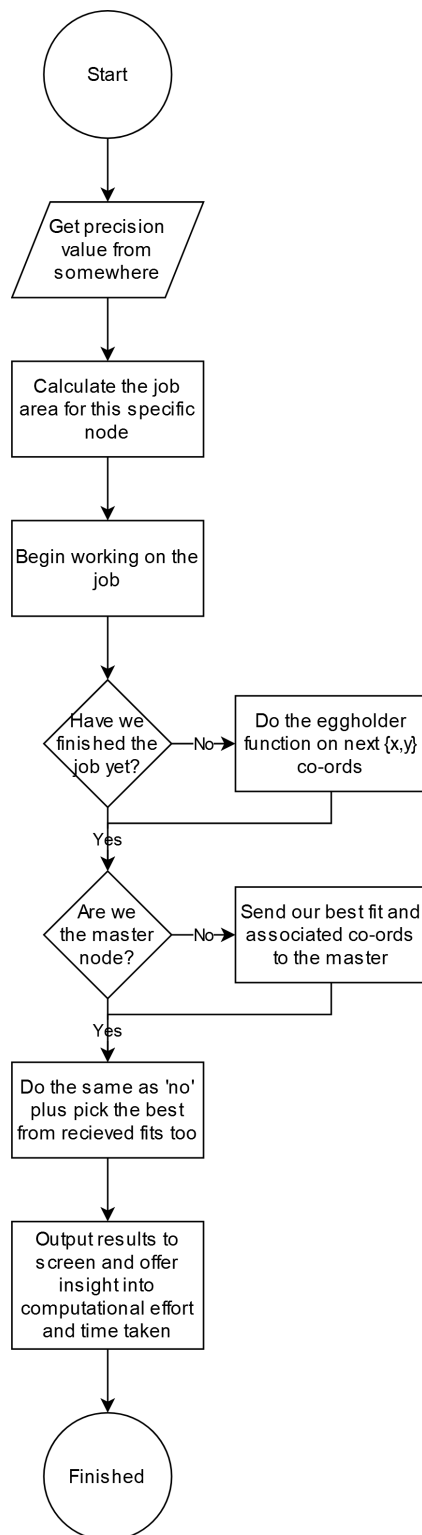 Start
Get precision
value from
somewhere
Calculate the job
area for this specific
node
Begin working on the
job
Have we
finished the
job yet?
No
Do the eggholder
function on next {x,y}
co-ords
Yes
Are we
the master
node?
No
Send our best fit and
associated co-ords
to the master
Yes
Do the same as 'no'
plus pick the best
from recieved fits too
Output results to
screen and offer
insight into
computational effort
and time taken
Finished